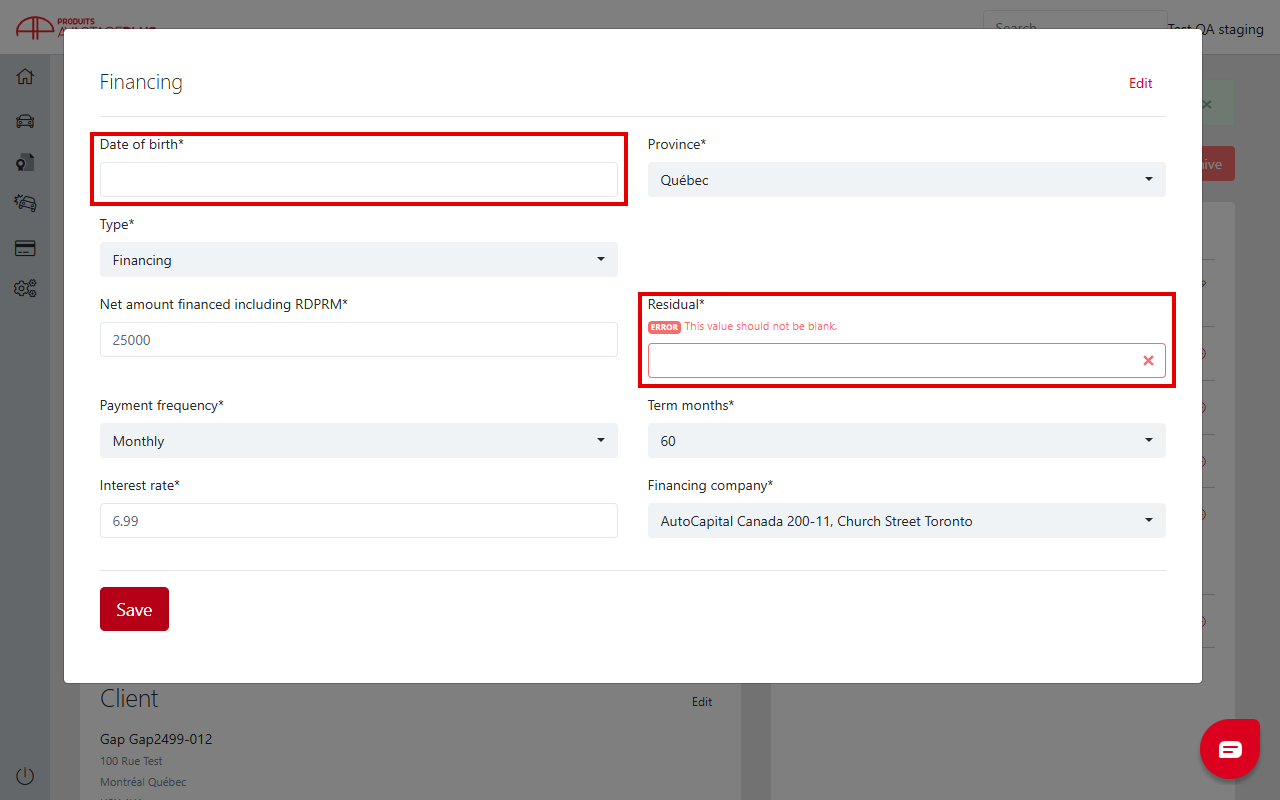 PRODUITS
Search
Test QA staging
Financing
Edit
Date of birth*
Province*
Québec
Type*
Financing
Net amount financed including RDPRM*
25000
Residual*
ERROR This value should not be blank.
Payment frequency*
Monthly
Term months*
60
Interest rate*
6.99
Financing company*
AutoCapital Canada 200-11, Church Street Toronto
Save
Client
Edit
Gap Gap2499-012
100 Rue Test
Montréal Québec